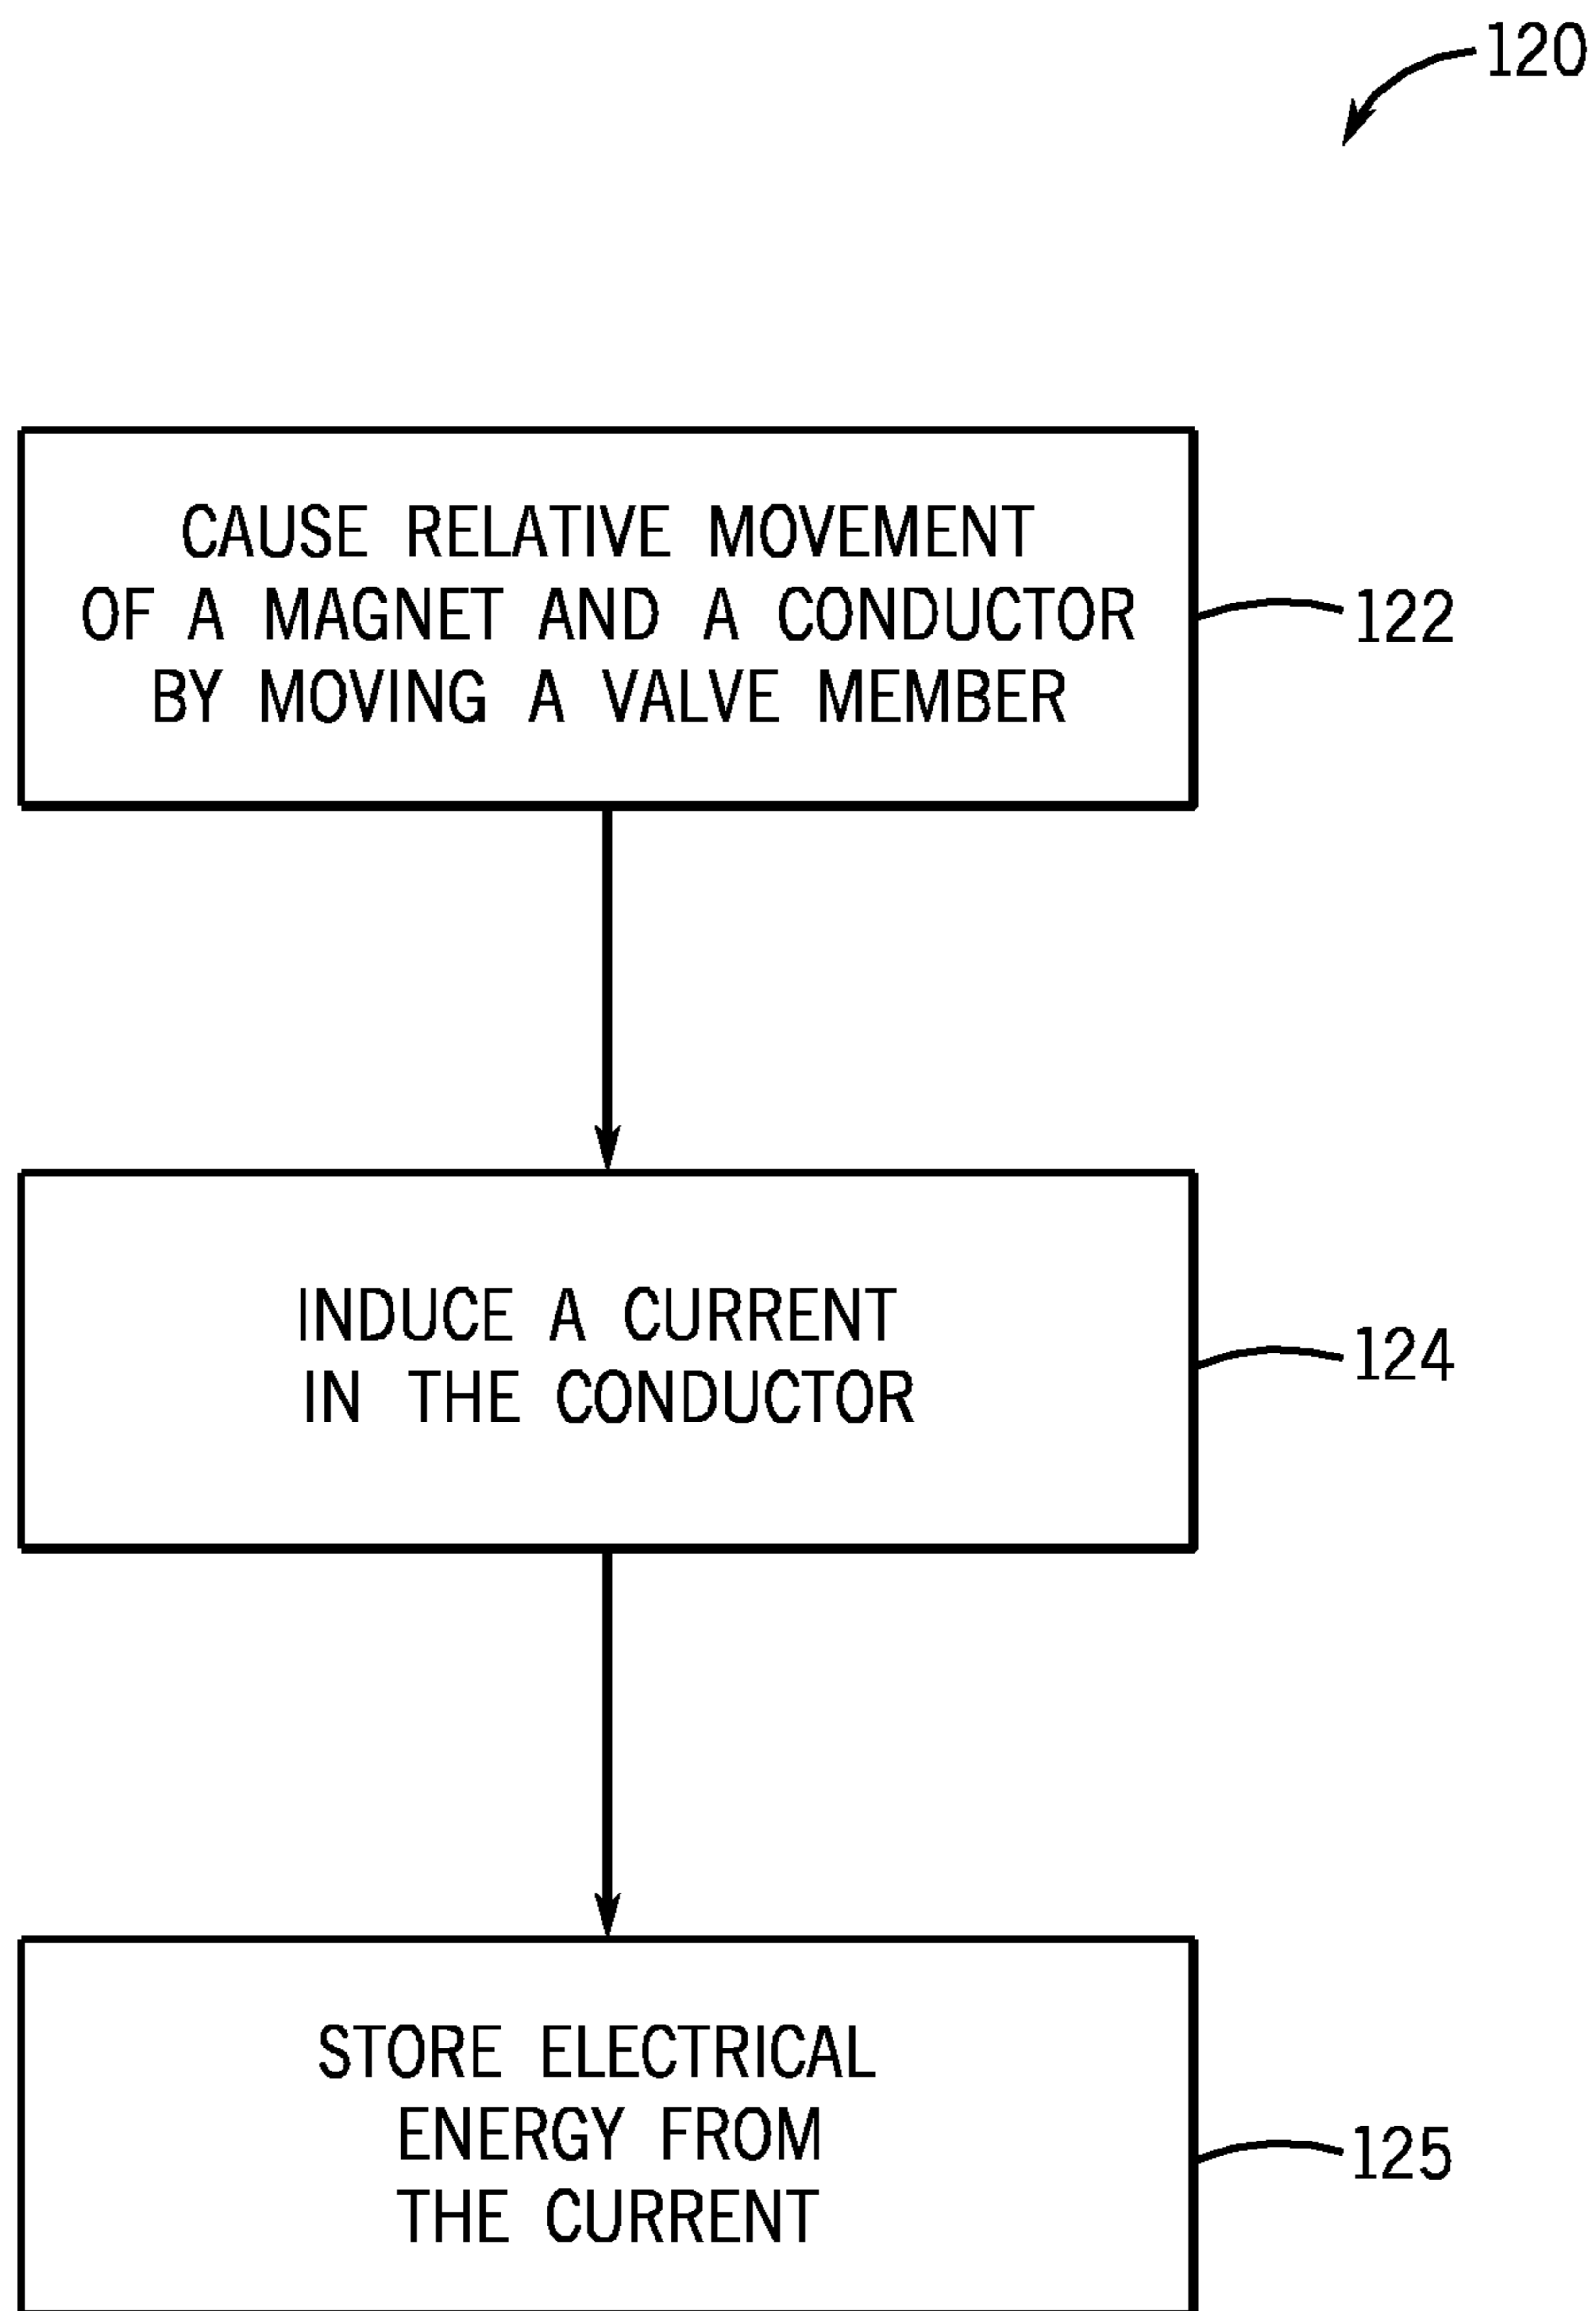 120
CAUSE RELATIVE MOVEMENT
OF A MAGNET AND A CONDUCTOR
BY MOVING A VALVE MEMBER
122
INDUCE A CURRENT
IN THE CONDUCTOR
124
STORE ELECTRICAL
ENERGY FROM
THE CURRENT
125